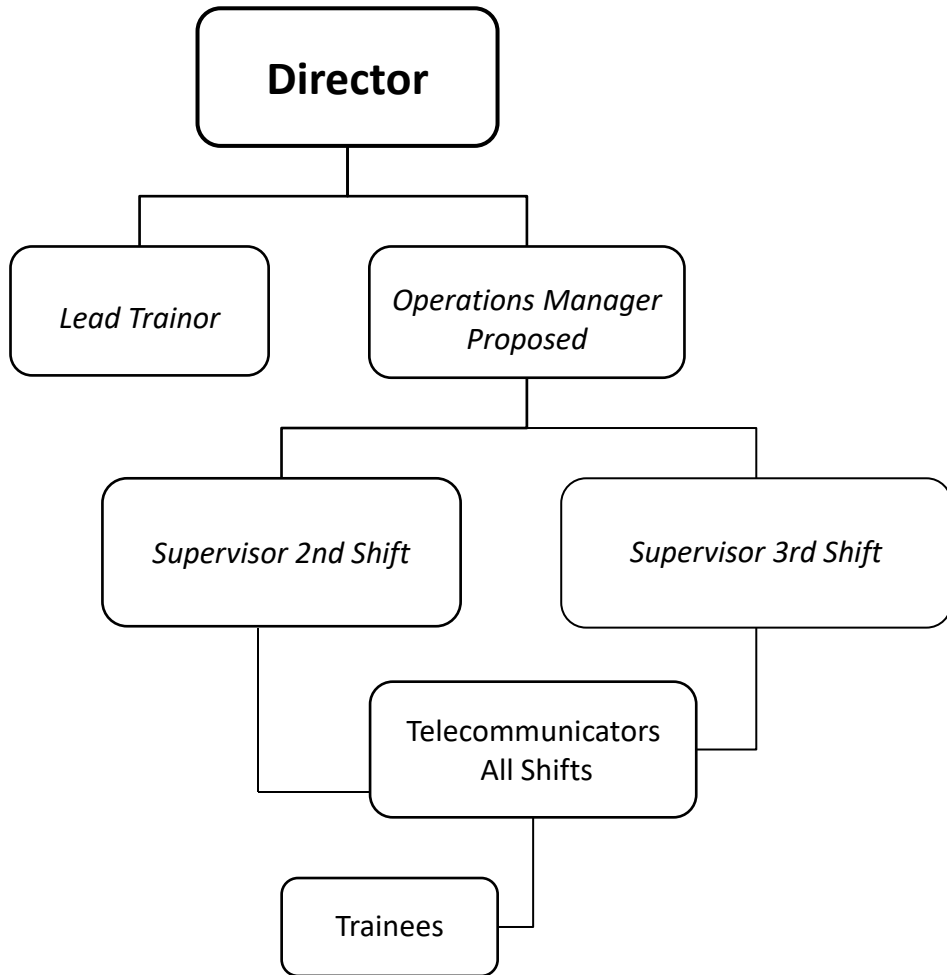 Director
Lead Trainor
Operations Manager
Proposed
Supervisor 2nd Shift
Supervisor 3rd Shift
Telecommunicators
All Shifts
Trainees